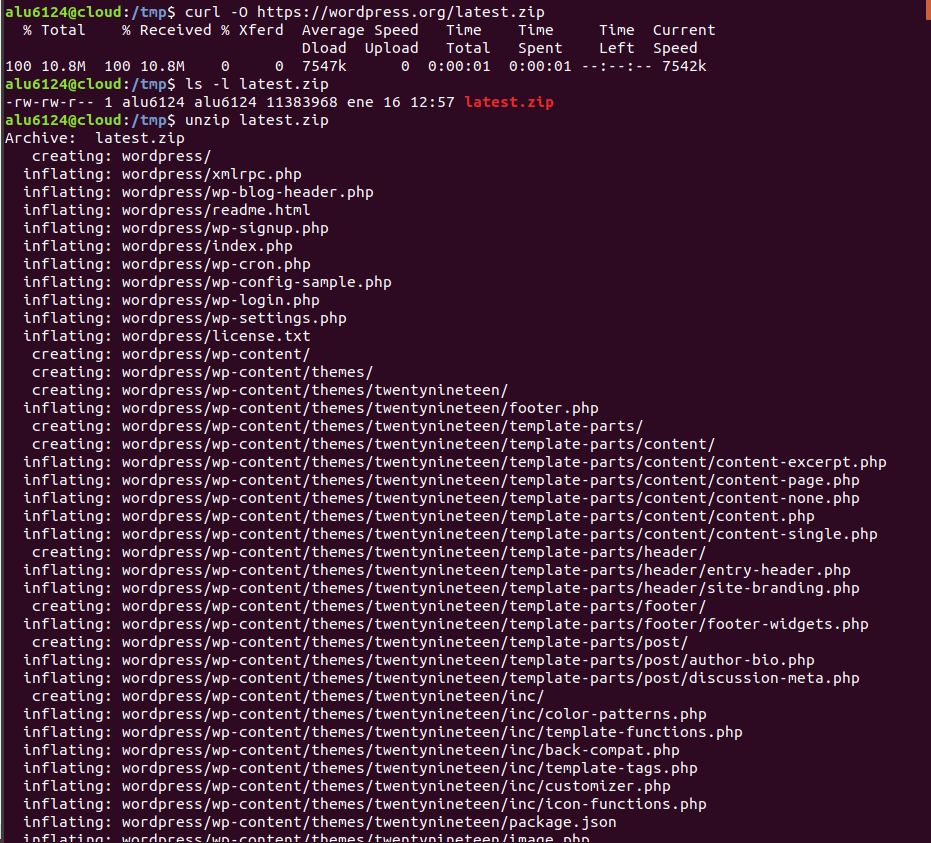 alu6124@cloud:/tmp$ curl -O https://wordpress.org/latest.zip
  % Total    % Received % Xferd  Average Speed   Time    Time     Time  Current
                                 Dload  Upload   Total   Spent    Left  Speed
100 10.8M  100 10.8M    0     0  7547k      0  0:00:01  0:00:01 --:--:-- 7542k
alu6124@cloud:/tmp$ ls -l latest.zip
-rw-rw-r-- 1 alu6124 alu6124 11383968 ene 16 12:57 latest.zip
alu6124@cloud:/tmp$ unzip latest.zip
Archive:  latest.zip
   creating: wordpress/
  inflating: wordpress/xmlrpc.php
  inflating: wordpress/wp-blog-header.php
  inflating: wordpress/readme.html
  inflating: wordpress/wp-signup.php
  inflating: wordpress/index.php
  inflating: wordpress/wp-cron.php
  inflating: wordpress/wp-config-sample.php
  inflating: wordpress/wp-login.php
  inflating: wordpress/wp-settings.php
  inflating: wordpress/license.txt
   creating: wordpress/wp-content/
   creating: wordpress/wp-content/themes/
   creating: wordpress/wp-content/themes/twentynineteen/
  inflating: wordpress/wp-content/themes/twentynineteen/footer.php
   creating: wordpress/wp-content/themes/twentynineteen/template-parts/
   creating: wordpress/wp-content/themes/twentynineteen/template-parts/content/
  inflating: wordpress/wp-content/themes/twentynineteen/template-parts/content/content-excerpt.php
  inflating: wordpress/wp-content/themes/twentynineteen/template-parts/content/content-page.php
  inflating: wordpress/wp-content/themes/twentynineteen/template-parts/content/content-none.php
  inflating: wordpress/wp-content/themes/twentynineteen/template-parts/content/content.php
  inflating: wordpress/wp-content/themes/twentynineteen/template-parts/content/content-single.php
   creating: wordpress/wp-content/themes/twentynineteen/template-parts/header/
  inflating: wordpress/wp-content/themes/twentynineteen/template-parts/header/entry-header.php
  inflating: wordpress/wp-content/themes/twentynineteen/template-parts/header/site-branding.php
   creating: wordpress/wp-content/themes/twentynineteen/template-parts/footer/
  inflating: wordpress/wp-content/themes/twentynineteen/template-parts/footer/footer-widgets.php
   creating: wordpress/wp-content/themes/twentynineteen/template-parts/post/
  inflating: wordpress/wp-content/themes/twentynineteen/template-parts/post/author-bio.php
  inflating: wordpress/wp-content/themes/twentynineteen/template-parts/post/discussion-meta.php
   creating: wordpress/wp-content/themes/twentynineteen/inc/
  inflating: wordpress/wp-content/themes/twentynineteen/inc/color-patterns.php
  inflating: wordpress/wp-content/themes/twentynineteen/inc/template-functions.php
  inflating: wordpress/wp-content/themes/twentynineteen/inc/back-compat.php
  inflating: wordpress/wp-content/themes/twentynineteen/inc/template-tags.php
  inflating: wordpress/wp-content/themes/twentynineteen/inc/customizer.php
  inflating: wordpress/wp-content/themes/twentynineteen/inc/icon-functions.php
  inflating: wordpress/wp-content/themes/twentynineteen/package.json
  inflating: wordpress/wp-content/themes/twentynineteen/image.php